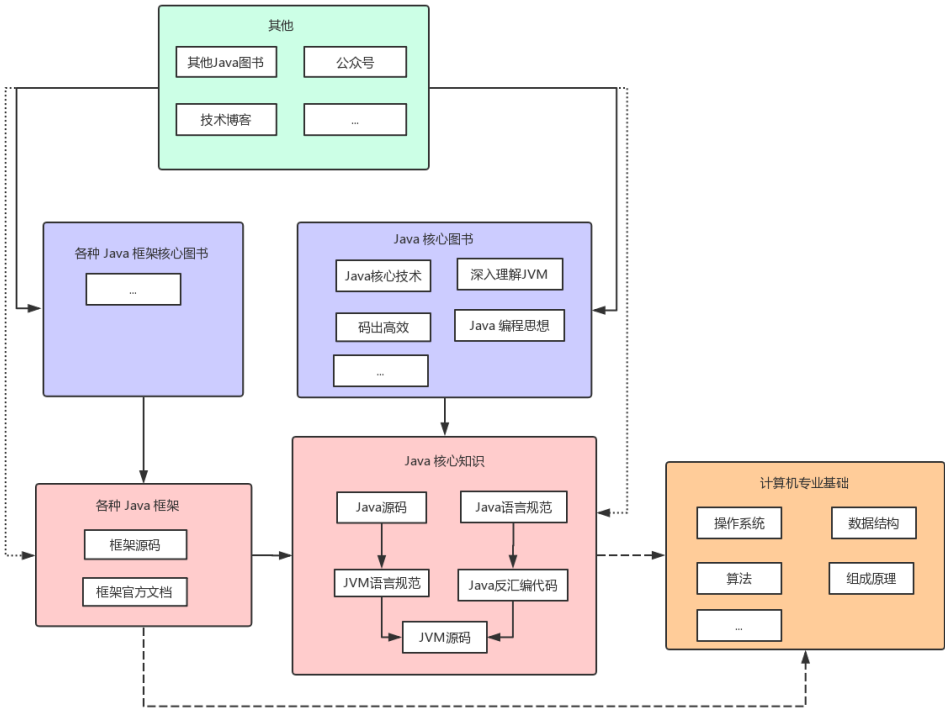 其他
其他Java图书
公众号
技术博客
...
各种 Java 框架核心图书
...
Java 核心图书
Java核心技术
深入理解JVM
码出高效
Java 编程思想
...
各种 Java 框架
框架源码
框架官方文档
Java 核心知识
Java源码
Java语言规范
JVM语言规范
Java反汇编代码
JVM源码
计算机专业基础
操作系统
数据结构
算法
组成原理
...